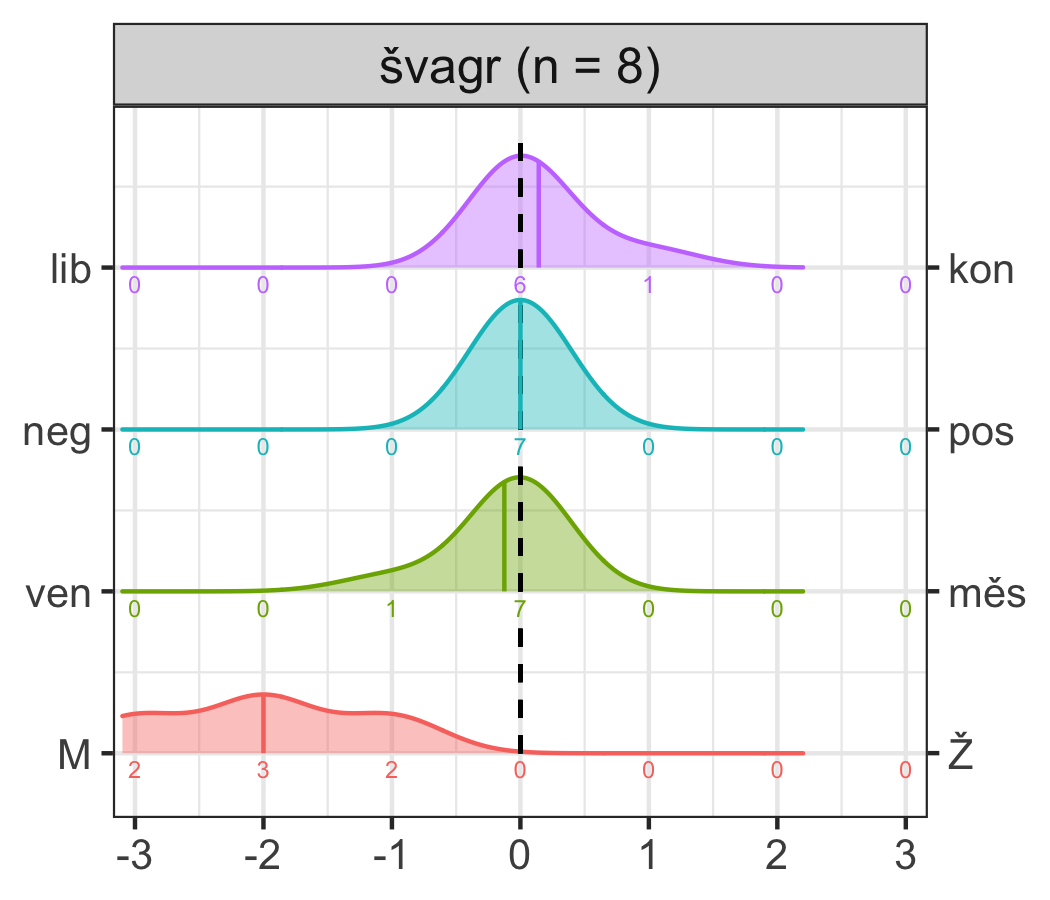 švagr (n = 8)
lib kon
0 0 0 6 1 0 0
neg pos
0 0 0 7 0 0 0
ven měs
0 0 1 7 0 0 0
M Ž
2 3 2 0 0 0 0
-3 -2 -1 0 1 2 3